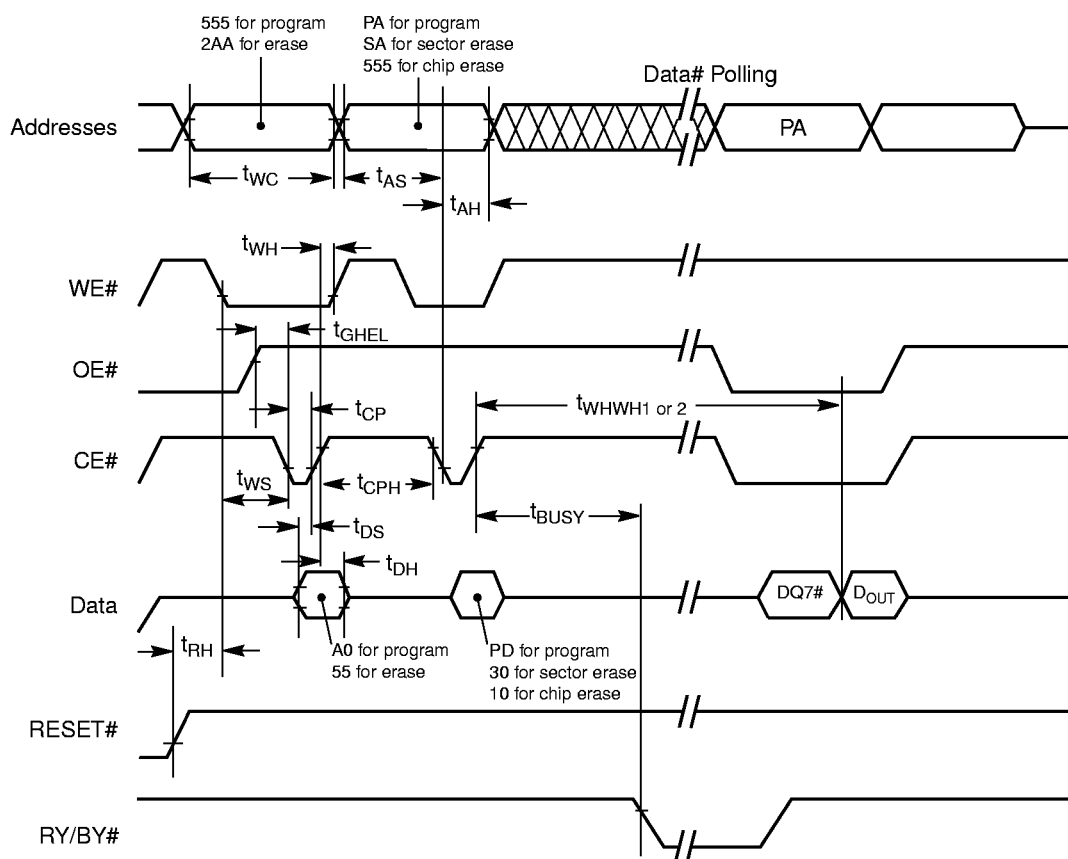 555 for program
2AA for erase
PA for program
SA for sector erase
555 for chip erase
Data# Polling
Addresses
PA
tWC
tAS
tAH
tWH
WE#
tGHEL
OE#
tWHWH1 or 2
tCP
CE#
tWS
tCPH
tBUSY
tDS
tDH
Data
DQ7#
DOUT
tRH
A0 for program
55 for erase
PD for program
30 for sector erase
10 for chip erase
RESET#
RY/BY#